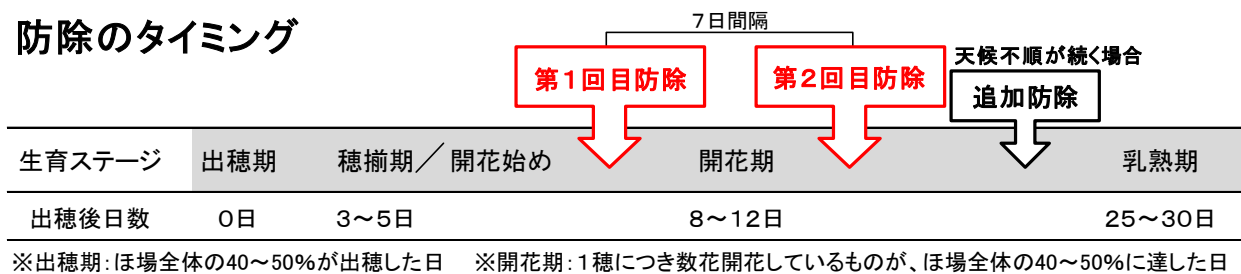 防除のタイミング
7日間隔
第1回目防除
第2回目防除
天候不順が続く場合
追加防除
生育ステージ 出穂期 穂揃期／開花始め 開花期 乳熟期
出穂後日数 0日 3～5日 8～12日 25～30日
※出穂期：ほ場全体の40～50%が出穂した日 ※開花期：1穂につき数花開花しているものが、ほ場全体の40～50%に達した日